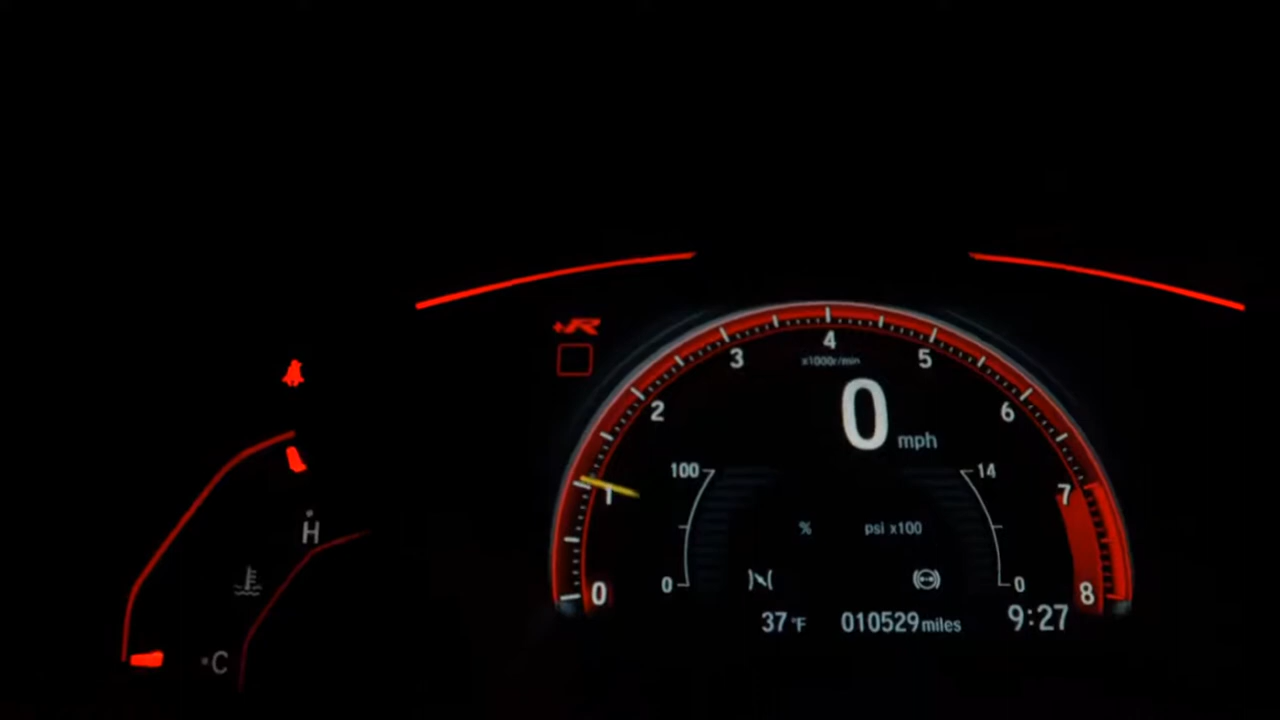 +R
4
3 5
x1000r/min
2 6
0 mph
1 7
100 14
% psi x100
0 0
0 8
37 °F 010529 miles 9:27
H
C